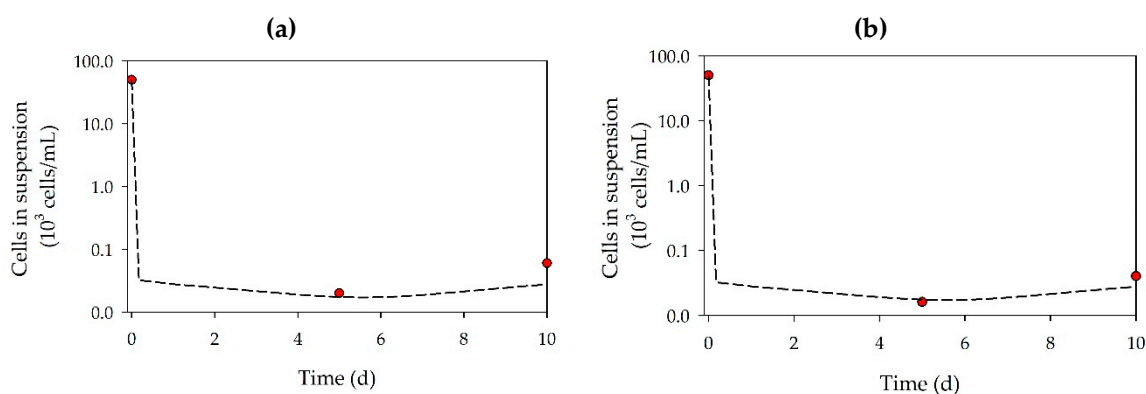 (a)
100.0
10.0
1.0
0.1
0.0
0 2 4 6 8 10
Time (d)
Cells in suspension
(10³ cells/mL)
(b)
100.0
10.0
1.0
0.1
0.0
0 2 4 6 8 10
Time (d)
Cells in suspension
(10³ cells/mL)